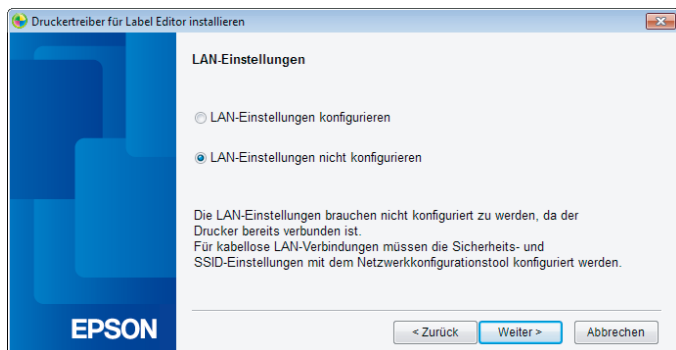 Druckertreiber für Label Editor installieren
LAN-Einstellungen
LAN-Einstellungen konfigurieren
LAN-Einstellungen nicht konfigurieren
Die LAN-Einstellungen brauchen nicht konfiguriert zu werden, da der
Drucker bereits verbunden ist.
Für kabellose LAN-Verbindungen müssen die Sicherheits- und
SSID-Einstellungen mit dem Netzwerkkonfigurationstool konfiguriert werden.
EPSON
< Zurück Weiter > Abbrechen